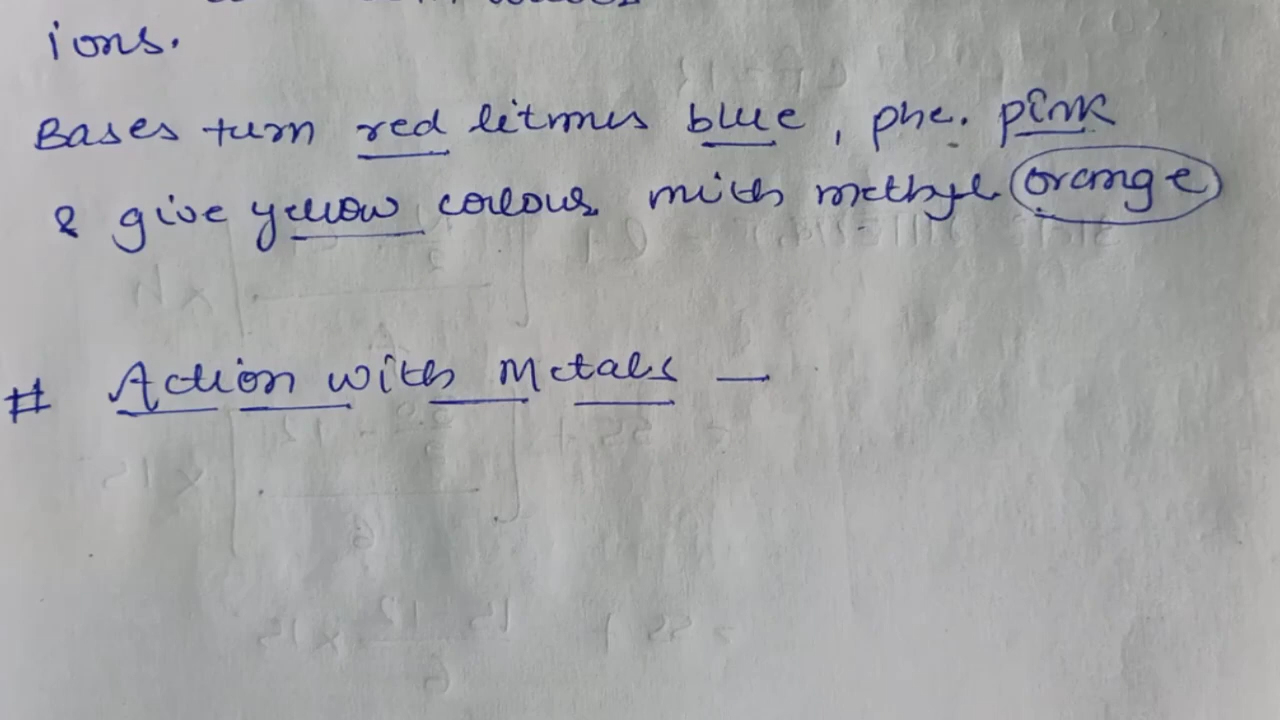 ions.
Bases turn red litmus blue, phe. pink
& give yellow colour with methyl orange
# Action with Metals —